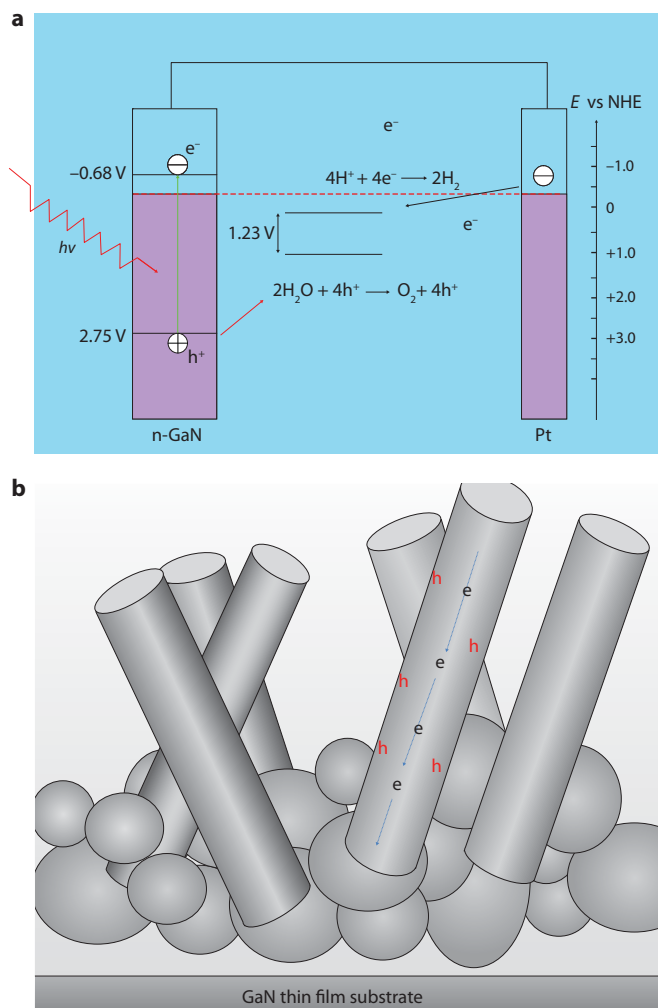 a
E vs NHE
e⁻
e⁻
−0.68 V
−1.0
4H⁺ + 4e⁻ ⟶ 2H₂
0
e⁻
1.23 V
hν
+1.0
2H₂O + 4h⁺ ⟶ O₂ + 4h⁺
+2.0
2.75 V
+3.0
h⁺
n-GaN
Pt
b
h
e
h
e
h
e
h
h
e
GaN thin film substrate